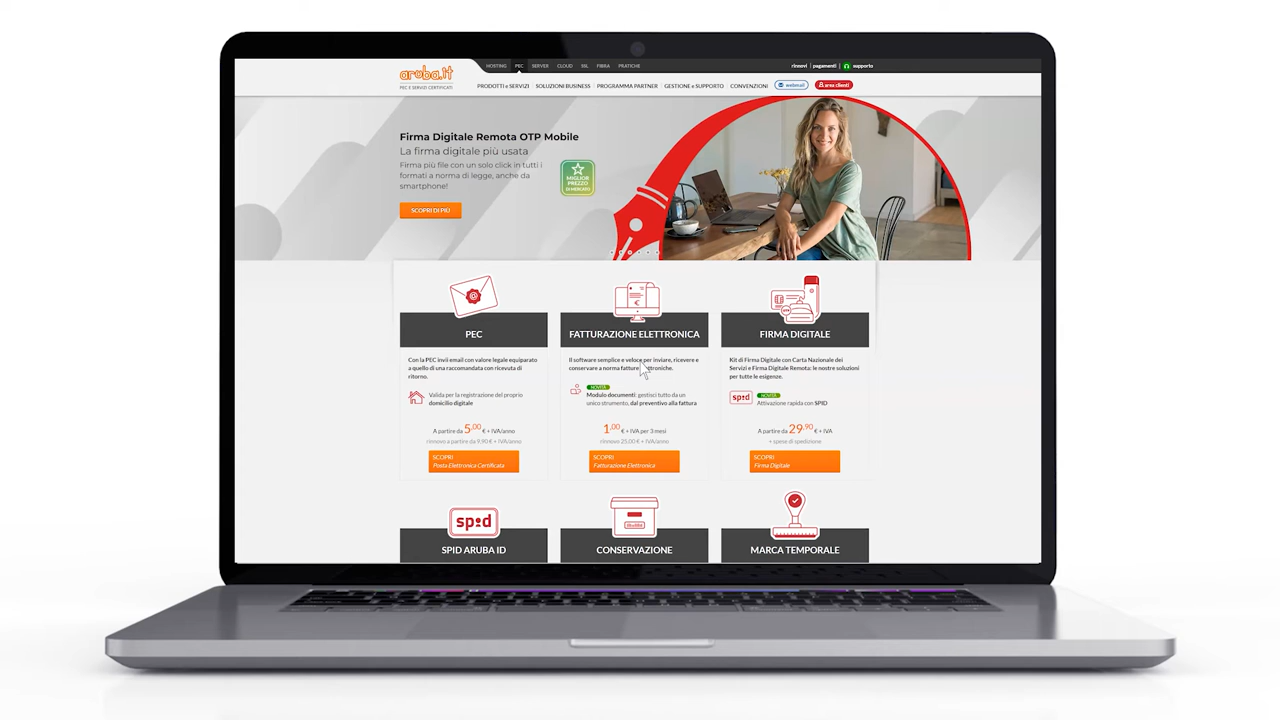 aruba.it
PEC E SERVIZI CERTIFICATI
HOSTING PEC SERVER CLOUD SSL FIBRA PRATICHE
rinnovi | pagamenti | supporto
PRODOTTI e SERVIZI SOLUZIONI BUSINESS PROGRAMMA PARTNER GESTIONE e SUPPORTO CONVENZIONI webmail area clienti
Firma Digitale Remota OTP Mobile
La firma digitale più usata
Firma più file con un solo click in tutti i
formati a norma di legge, anche da
smartphone!
MIGLIOR
PREZZO
DI MERCATO
SCOPRI DI PIÙ
PEC
Con la PEC invii email con valore legale equiparato
a quello di una raccomandata con ricevuta di
ritorno.
Valida per la registrazione del proprio
domicilio digitale
A partire da 5,00 € + IVA/anno
rinnovo a partire da 9,90 € + IVA/anno
SCOPRI
Posta Elettronica Certificata
FATTURAZIONE ELETTRONICA
Il software semplice e veloce per inviare, ricevere e
conservare a norma fatture elettroniche.
NOVITÀ
Modulo documenti: gestisci tutto da un
unico strumento, dal preventivo alla fattura
1,00 € + IVA per 3 mesi
rinnovo 25,00 € + IVA/anno
SCOPRI
Fatturazione Elettronica
FIRMA DIGITALE
Kit di Firma Digitale con Carta Nazionale dei
Servizi e Firma Digitale Remota: le nostre soluzioni
per tutte le esigenze.
spid
NOVITÀ
Attivazione rapida con SPID
A partire da 29,90 € + IVA
+ spese di spedizione
SCOPRI
Firma Digitale
spid
SPID ARUBA ID
CONSERVAZIONE
MARCA TEMPORALE